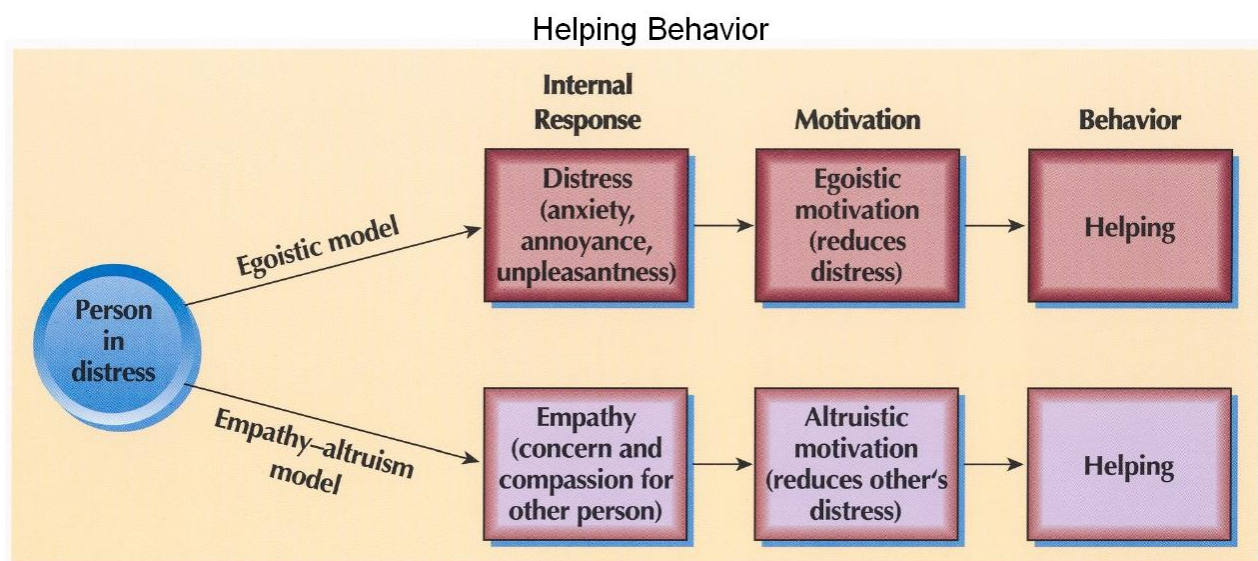 Helping Behavior
Internal
Response
Motivation
Behavior
Person
in
distress
Egoistic model
Distress
(anxiety,
annoyance,
unpleasantness)
Egoistic
motivation
(reduces
distress)
Helping
Empathy–altruism
model
Empathy
(concern and
compassion for
other person)
Altruistic
motivation
(reduces other‘s
distress)
Helping